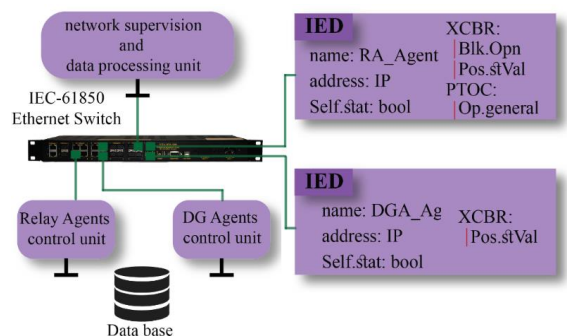 network supervision
and
data processing unit
IEC-61850
Ethernet Switch
Relay Agents
control unit
DG Agents
control unit
Data base
IED
name: RA_Agent
address: IP
Self.stat: bool
XCBR:
Blk.Opn
Pos.stVal
PTOC:
Op.general
IED
name: DGA_Ag
address: IP
Self.stat: bool
XCBR:
Pos.stVal